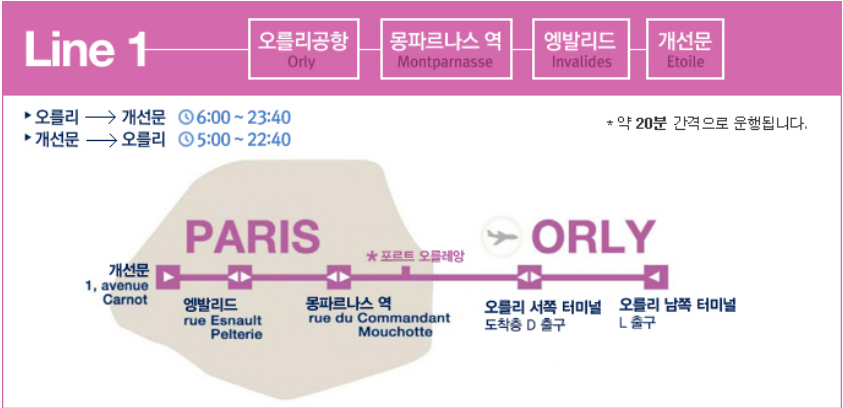 Line 1
오를리공항
Orly
몽파르나스 역
Montparnasse
엥발리드
Invalides
개선문
Etoile
▸ 오를리 → 개선문 6:00 ~ 23:40
▸ 개선문 → 오를리 5:00 ~ 22:40
* 약 20분 간격으로 운행됩니다.
PARIS
ORLY
*포르트 오를레앙
개선문
1, avenue
Carnot
엥발리드
rue Esnault
Pelterie
몽파르나스 역
rue du Commandant
Mouchotte
오를리 서쪽 터미널
도착층 D 출구
오를리 남쪽 터미널
L 출구